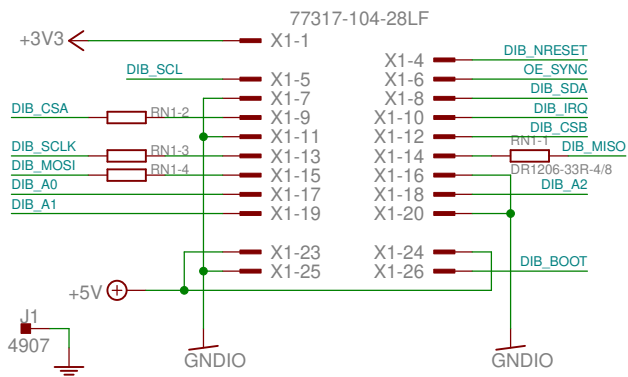 77317-104-28LF
+3V3
X1-1
X1-4
DIB_NRESET
DIB_SCL
X1-5
X1-6
OE_SYNC
X1-7
X1-8
DIB_SDA
DIB_CSA
RN1-2
X1-9
X1-10
DIB_IRQ
X1-11
X1-12
DIB_CSB
DIB_SCLK
RN1-3
X1-13
X1-14
RN1-1
DIB_MISO
DIB_MOSI
RN1-4
X1-15
X1-16
DR1206-33R-4/8
DIB_A0
X1-17
X1-18
DIB_A2
DIB_A1
X1-19
X1-20
X1-23
X1-24
X1-25
X1-26
DIB_BOOT
+5V
J1
4907
GNDIO
GNDIO